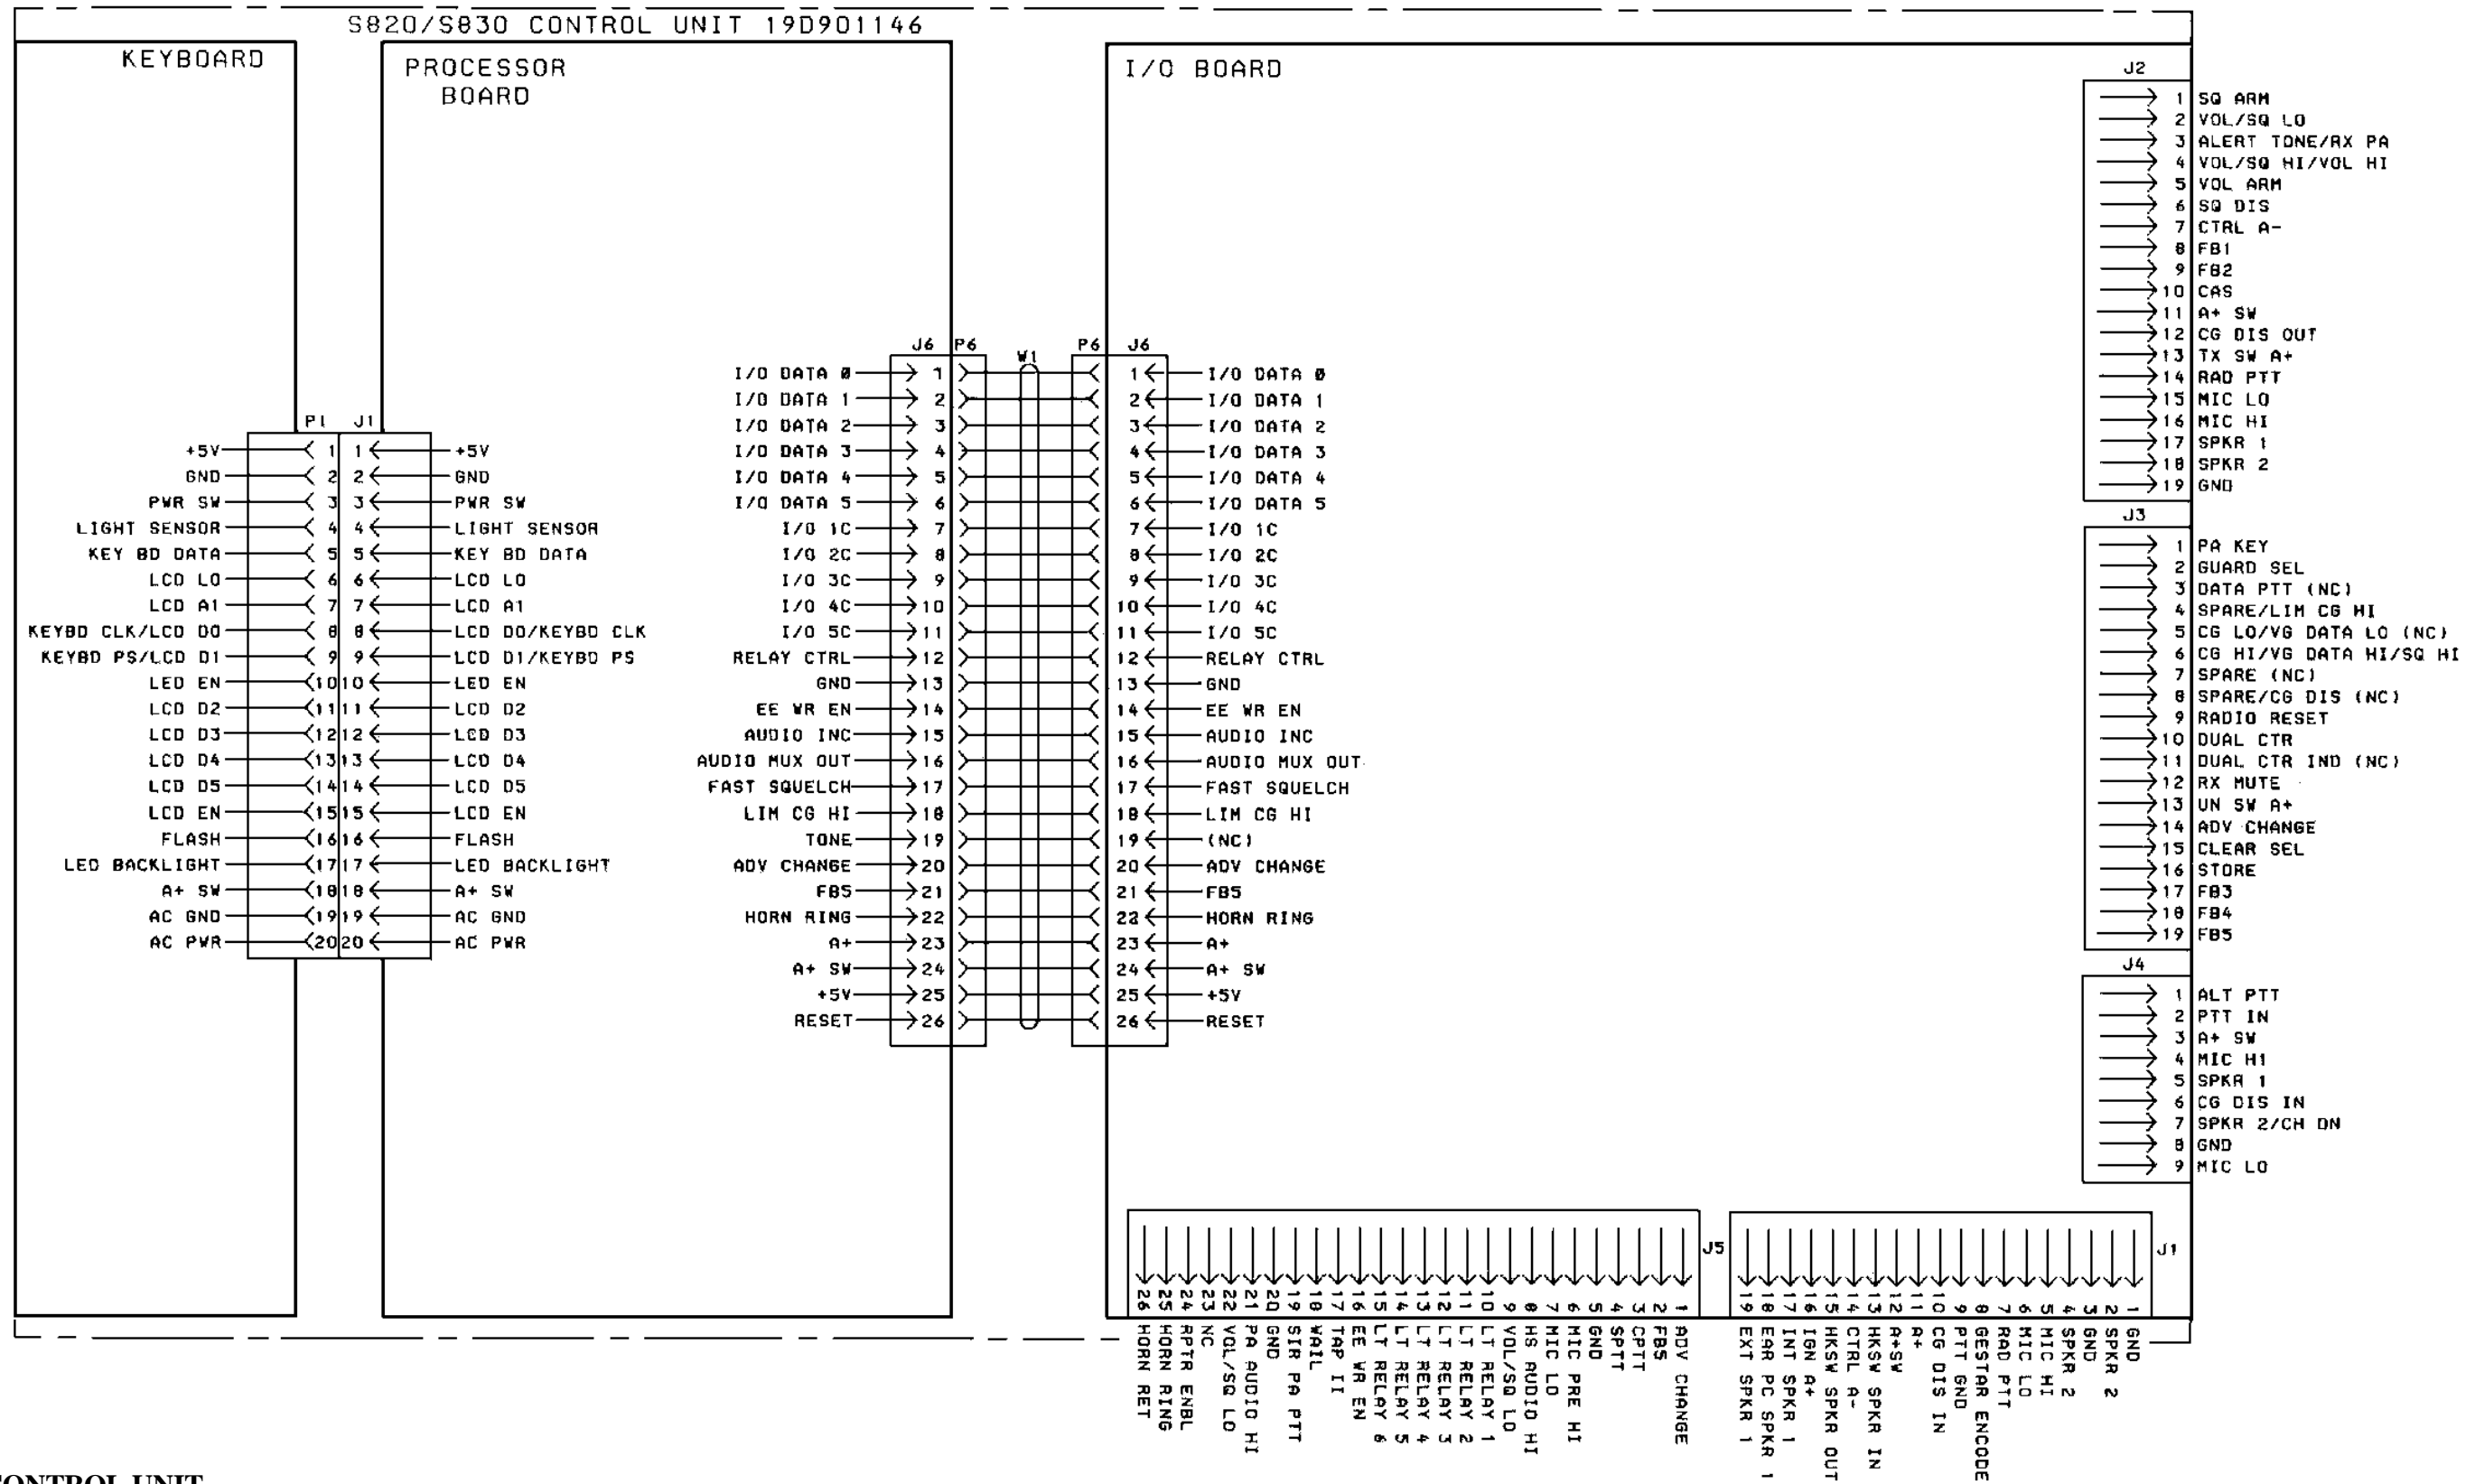 S820/S830 CONTROL UNIT 19D901146
KEYBOARD
PROCESSOR
BOARD
I/O BOARD
P1 J1
+5V 1 1 +5V
GND 2 2 GND
PWR SW 3 3 PWR SW
LIGHT SENSOR 4 4 LIGHT SENSOR
KEY BD DATA 5 5 KEY BD DATA
LCD LO 6 6 LCD LO
LCD A1 7 7 LCD A1
KEYBD CLK/LCD DO 8 8 LCD DO/KEYBD CLK
KEYBD PS/LCD D1 9 9 LCD D1/KEYBD PS
LED EN 10 10 LED EN
LCD D2 11 11 LCD D2
LCD D3 12 12 LCD D3
LCD D4 13 13 LCD D4
LCD D5 14 14 LCD D5
LCD EN 15 15 LCD EN
FLASH 16 16 FLASH
LED BACKLIGHT 17 17 LED BACKLIGHT
A+ SW 18 18 A+ SW
AC GND 19 19 AC GND
AC PWR 20 20 AC PWR
J6 P6 W1 P6 J6
I/O DATA 0 1 1 I/O DATA 0
I/O DATA 1 2 2 I/O DATA 1
I/O DATA 2 3 3 I/O DATA 2
I/O DATA 3 4 4 I/O DATA 3
I/O DATA 4 5 5 I/O DATA 4
I/O DATA 5 6 6 I/O DATA 5
I/O 1C 7 7 I/O 1C
I/O 2C 8 8 I/O 2C
I/O 3C 9 9 I/O 3C
I/O 4C 10 10 I/O 4C
I/O 5C 11 11 I/O 5C
RELAY CTRL 12 12 RELAY CTRL
GND 13 13 GND
EE WR EN 14 14 EE WR EN
AUDIO INC 15 15 AUDIO INC
AUDIO MUX OUT 16 16 AUDIO MUX OUT
FAST SQUELCH 17 17 FAST SQUELCH
LIM CG HI 18 18 LIM CG HI
TONE 19 19 (NC)
ADV CHANGE 20 20 ADV CHANGE
FB5 21 21 FB5
HORN RING 22 22 HORN RING
A+ 23 23 A+
A+ SW 24 24 A+ SW
+5V 25 25 +5V
RESET 26 26 RESET
J2
1 SQ ARM
2 VOL/SQ LO
3 ALERT TONE/RX PA
4 VOL/SQ HI/VOL HI
5 VOL ARM
6 SQ DIS
7 CTRL A-
8 FB1
9 FB2
10 CAS
11 A+ SW
12 CG DIS OUT
13 TX SW A+
14 RAD PTT
15 MIC LO
16 MIC HI
17 SPKR 1
18 SPKR 2
19 GND
J3
1 PA KEY
2 GUARD SEL
3 DATA PTT (NC)
4 SPARE/LIM CG HI
5 CG LO/VG DATA LO (NC)
6 CG HI/VG DATA HI/SQ HI
7 SPARE (NC)
8 SPARE/CG DIS (NC)
9 RADIO RESET
10 DUAL CTR
11 DUAL CTR IND (NC)
12 RX MUTE
13 UN SW A+
14 ADV CHANGE
15 CLEAR SEL
16 STORE
17 FB3
18 FB4
19 FB5
J4
1 ALT PTT
2 PTT IN
3 A+ SW
4 MIC H1
5 SPKR 1
6 CG DIS IN
7 SPKR 2/CH DN
8 GND
9 MIC LO
J5
26 HORN RET
25 HORN RING
24 RPTR ENBL
23 NC
22 VOL/SQ LO
21 PA AUDIO HI
20 GND
19 SIR PA PTT
18 WAIL
17 TAP II
16 EE WR EN
15 LT RELAY 6
14 LT RELAY 5
13 LT RELAY 4
12 LT RELAY 3
11 LT RELAY 2
10 LT RELAY 1
9 VOL/SQ LO
8 HS AUDIO HI
7 MIC LO
6 MIC PRE HI
5 GND
4 SPTT
3 CPTT
2 FB5
1 ADV CHANGE
J1
19 EXT SPKR 1
18 EAR PC SPKR 1
17 INT SPKR 1
16 IGN A+
15 HKSW SPKR OUT
14 CTRL A-
13 HKSW SPKR IN
12 A+SW
11 A+
10 CG DIS IN
9 PTT GND
8 GESTAR ENCODE
7 RAD PTT
6 MIC LO
5 MIC HI
4 SPKR 2
3 GND
2 SPKR 2
1 GND
CONTROL UNIT